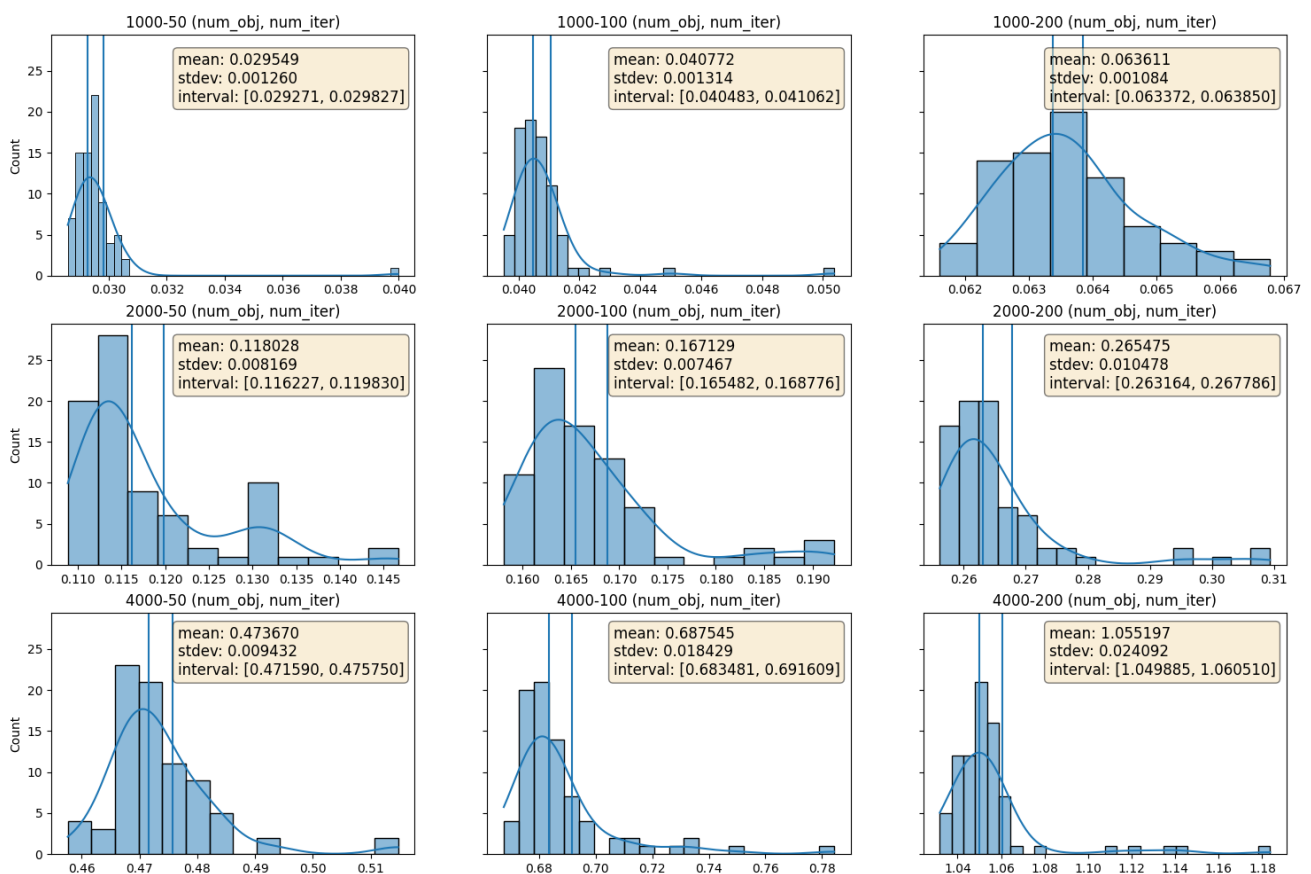 1000-50 (num_obj, num_iter)
mean: 0.029549
stdev: 0.001260
interval: [0.029271, 0.029827]
Count
25
20
15
10
5
0
0.030
0.032
0.034
0.036
0.038
0.040
1000-100 (num_obj, num_iter)
mean: 0.040772
stdev: 0.001314
interval: [0.040483, 0.041062]
0.040
0.042
0.044
0.046
0.048
0.050
1000-200 (num_obj, num_iter)
mean: 0.063611
stdev: 0.001084
interval: [0.063372, 0.063850]
0.062
0.063
0.064
0.065
0.066
0.067
2000-50 (num_obj, num_iter)
mean: 0.118028
stdev: 0.008169
interval: [0.116227, 0.119830]
Count
25
20
15
10
5
0
0.110
0.115
0.120
0.125
0.130
0.135
0.140
0.145
2000-100 (num_obj, num_iter)
mean: 0.167129
stdev: 0.007467
interval: [0.165482, 0.168776]
0.160
0.165
0.170
0.175
0.180
0.185
0.190
2000-200 (num_obj, num_iter)
mean: 0.265475
stdev: 0.010478
interval: [0.263164, 0.267786]
0.26
0.27
0.28
0.29
0.30
0.31
4000-50 (num_obj, num_iter)
mean: 0.473670
stdev: 0.009432
interval: [0.471590, 0.475750]
Count
25
20
15
10
5
0
0.46
0.47
0.48
0.49
0.50
0.51
4000-100 (num_obj, num_iter)
mean: 0.687545
stdev: 0.018429
interval: [0.683481, 0.691609]
0.68
0.70
0.72
0.74
0.76
0.78
4000-200 (num_obj, num_iter)
mean: 1.055197
stdev: 0.024092
interval: [1.049885, 1.060510]
1.04
1.06
1.08
1.10
1.12
1.14
1.16
1.18